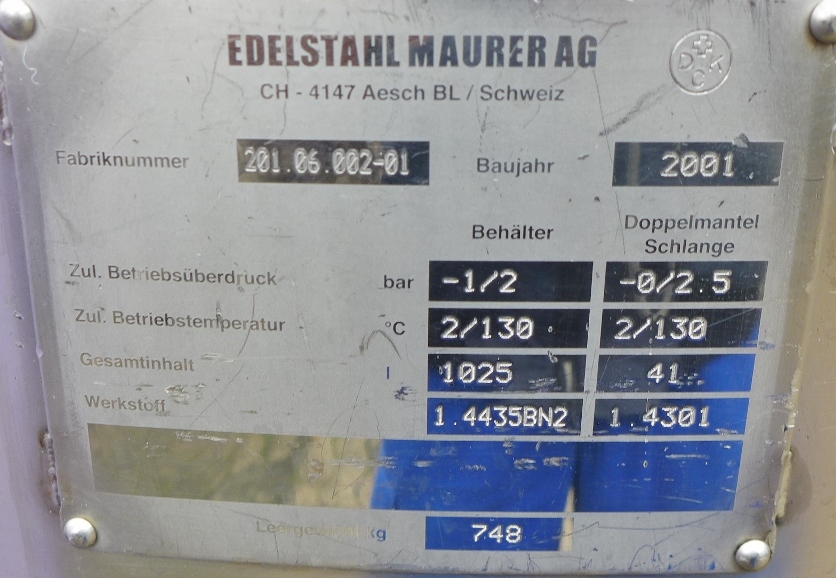 EDELSTAHL MAURER AG
CH - 4147 Aesch BL / Schweiz
D C K
Fabriknummer 201.06.002-01 Baujahr 2001
Behälter Doppelmantel
Schlange
Zul. Betriebsüberdruck bar -1/2 -0/2.5
Zul. Betriebstemperatur °C 2/130 2/130
Gesamtinhalt l 1025 41
Werkstoff 1.4435BN2 1.4301
Leergewicht kg 748